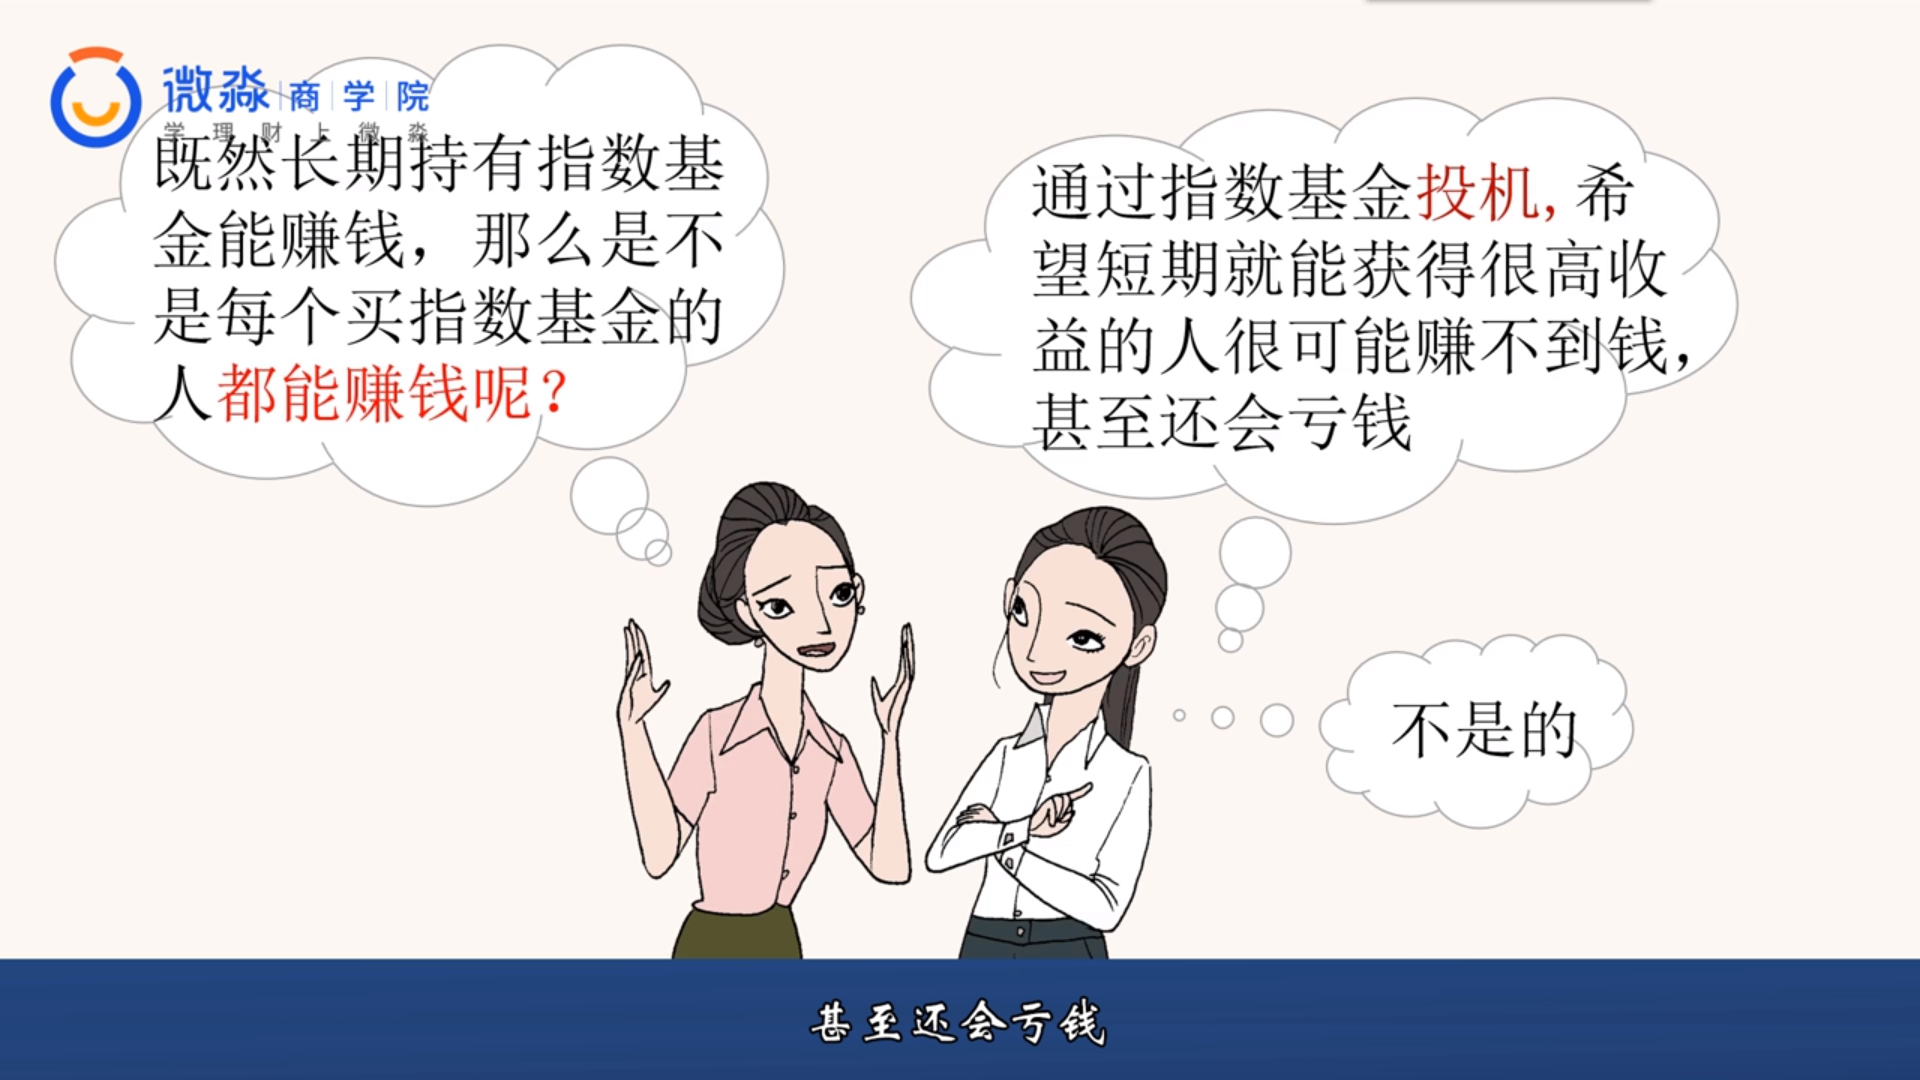 微淼 商学院
学理财上微淼
既然长期持有指数基
金能赚钱，那么是不
是每个买指数基金的
人都能赚钱呢？
通过指数基金投机,希
望短期就能获得很高收
益的人很可能赚不到钱，
甚至还会亏钱
不是的
甚至还会亏钱